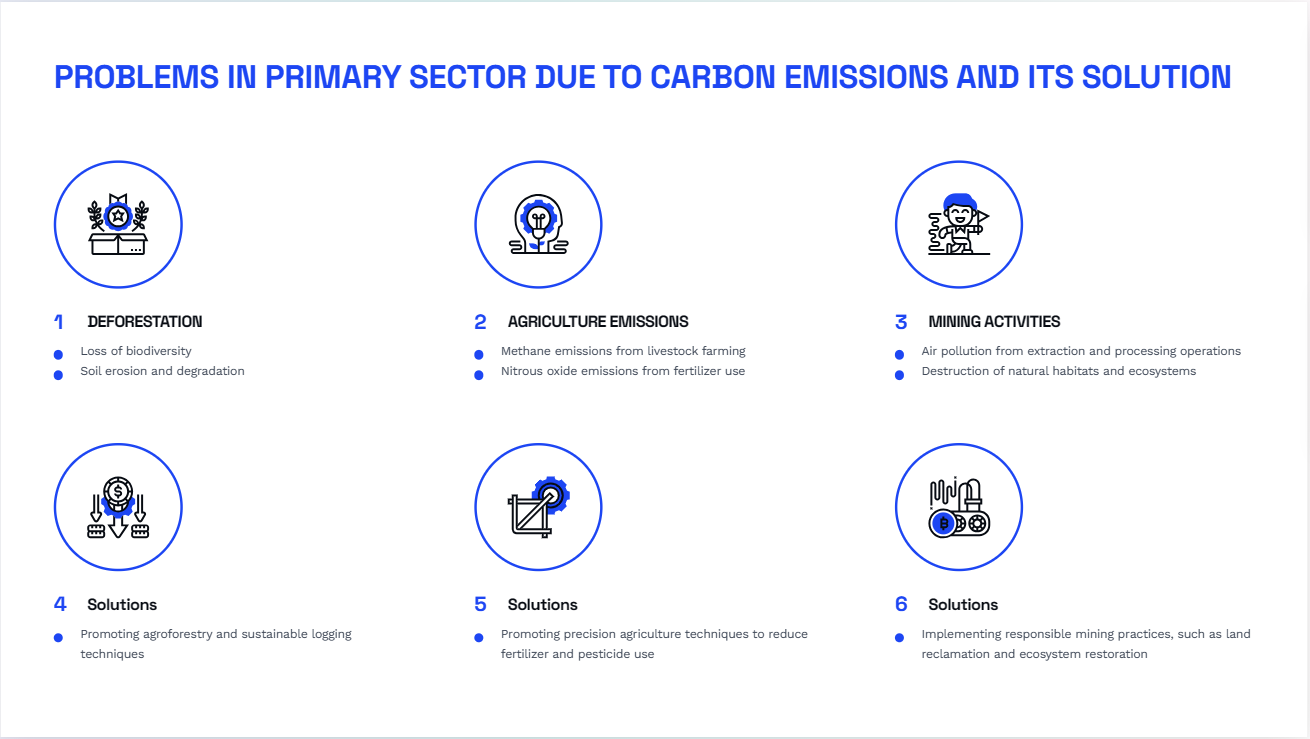 PROBLEMS IN PRIMARY SECTOR DUE TO CARBON EMISSIONS AND ITS SOLUTION
1 DEFORESTATION
Loss of biodiversity
Soil erosion and degradation
2 AGRICULTURE EMISSIONS
Methane emissions from livestock farming
Nitrous oxide emissions from fertilizer use
3 MINING ACTIVITIES
Air pollution from extraction and processing operations
Destruction of natural habitats and ecosystems
4 Solutions
Promoting agroforestry and sustainable logging
techniques
5 Solutions
Promoting precision agriculture techniques to reduce
fertilizer and pesticide use
6 Solutions
Implementing responsible mining practices, such as land
reclamation and ecosystem restoration